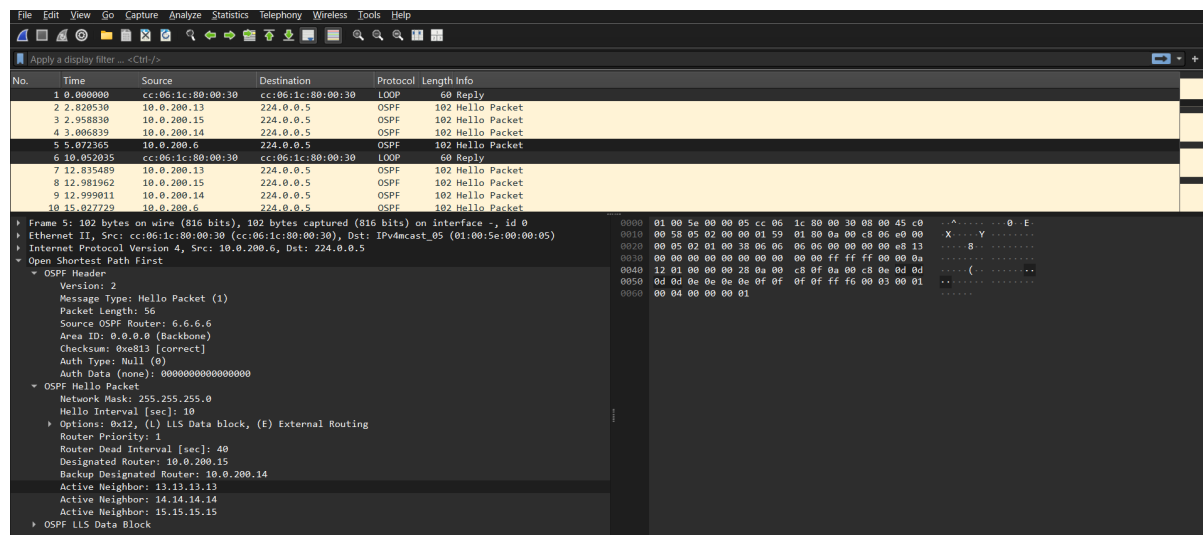 File Edit View Go Capture Analyze Statistics Telephony Wireless Tools Help
Apply a display filter ... <Ctrl-/>
No. Time Source Destination Protocol Length Info
1 0.000000 cc:06:1c:80:00:30 cc:06:1c:80:00:30 LOOP 60 Reply
2 2.820530 10.0.200.13 224.0.0.5 OSPF 102 Hello Packet
3 2.958830 10.0.200.15 224.0.0.5 OSPF 102 Hello Packet
4 3.006839 10.0.200.14 224.0.0.5 OSPF 102 Hello Packet
5 5.072365 10.0.200.6 224.0.0.5 OSPF 102 Hello Packet
6 10.052035 cc:06:1c:80:00:30 cc:06:1c:80:00:30 LOOP 60 Reply
7 12.835489 10.0.200.13 224.0.0.5 OSPF 102 Hello Packet
8 12.981962 10.0.200.15 224.0.0.5 OSPF 102 Hello Packet
9 12.999011 10.0.200.14 224.0.0.5 OSPF 102 Hello Packet
10 15.027729 10.0.200.6 224.0.0.5 OSPF 102 Hello Packet
Frame 5: 102 bytes on wire (816 bits), 102 bytes captured (816 bits) on interface -, id 0
Ethernet II, Src: cc:06:1c:80:00:30 (cc:06:1c:80:00:30), Dst: IPv4mcast_05 (01:00:5e:00:00:05)
Internet Protocol Version 4, Src: 10.0.200.6, Dst: 224.0.0.5
Open Shortest Path First
OSPF Header
Version: 2
Message Type: Hello Packet (1)
Packet Length: 56
Source OSPF Router: 6.6.6.6
Area ID: 0.0.0.0 (Backbone)
Checksum: 0xe813 [correct]
Auth Type: Null (0)
Auth Data (none): 0000000000000000
OSPF Hello Packet
Network Mask: 255.255.255.0
Hello Interval [sec]: 10
Options: 0x12, (L) LLS Data block, (E) External Routing
Router Priority: 1
Router Dead Interval [sec]: 40
Designated Router: 10.0.200.15
Backup Designated Router: 10.0.200.14
Active Neighbor: 13.13.13.13
Active Neighbor: 14.14.14.14
Active Neighbor: 15.15.15.15
OSPF LLS Data Block
0000 01 00 5e 00 00 05 cc 06 1c 80 00 30 08 00 45 c0 ··^····· ···0··E·
0010 00 58 05 02 00 00 01 59 01 80 0a 00 c8 06 e0 00 ·X·····Y ········
0020 00 05 02 01 00 38 06 06 06 06 00 00 00 00 e8 13 ·····8·· ········
0030 00 00 00 00 00 00 00 00 00 00 ff ff ff 00 00 0a ········ ········
0040 12 01 00 00 00 28 0a 00 c8 0f 0a 00 c8 0e 0d 0d ·····(·· ········
0050 0d 0d 0e 0e 0e 0e 0f 0f 0f 0f ff f6 00 03 00 01 ········ ········
0060 00 04 00 00 00 01 ······